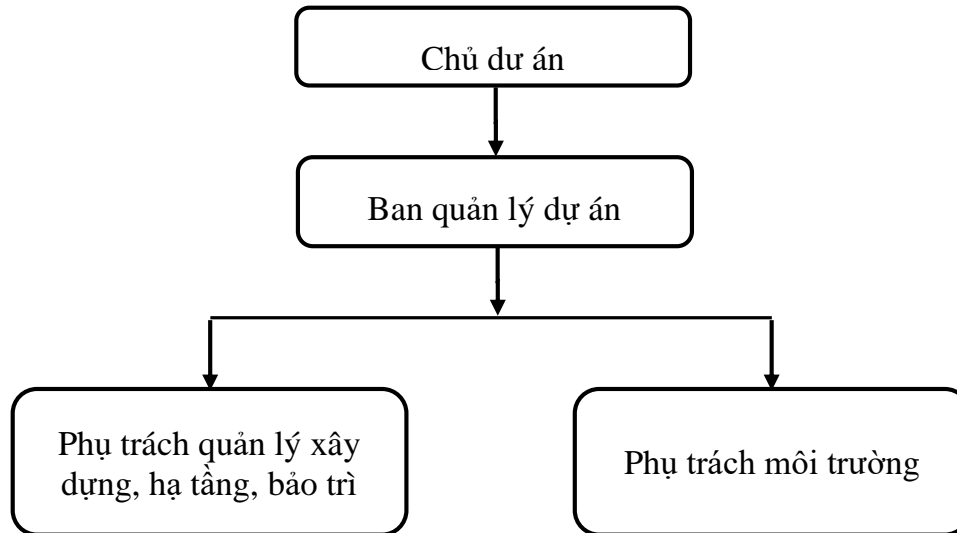 Chủ dư án
Ban quản lý dự án
Phụ trách quản lý xây
dựng, hạ tầng, bảo trì
Phụ trách môi trường